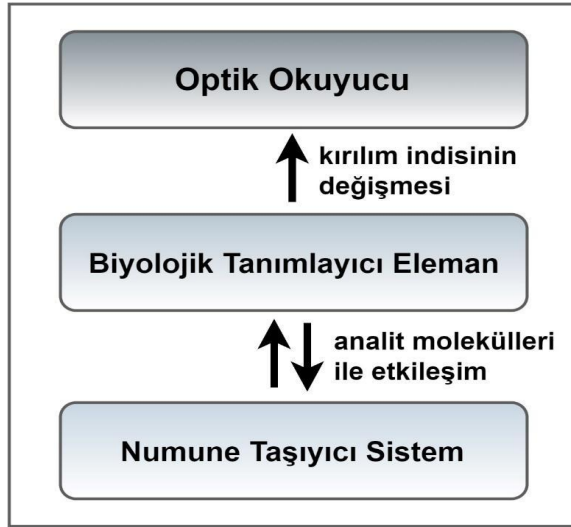 Optik Okuyucu
kırılım indisinin
değişmesi
Biyolojik Tanımlayıcı Eleman
analit molekülleri
ile etkileşim
Numune Taşıyıcı Sistem